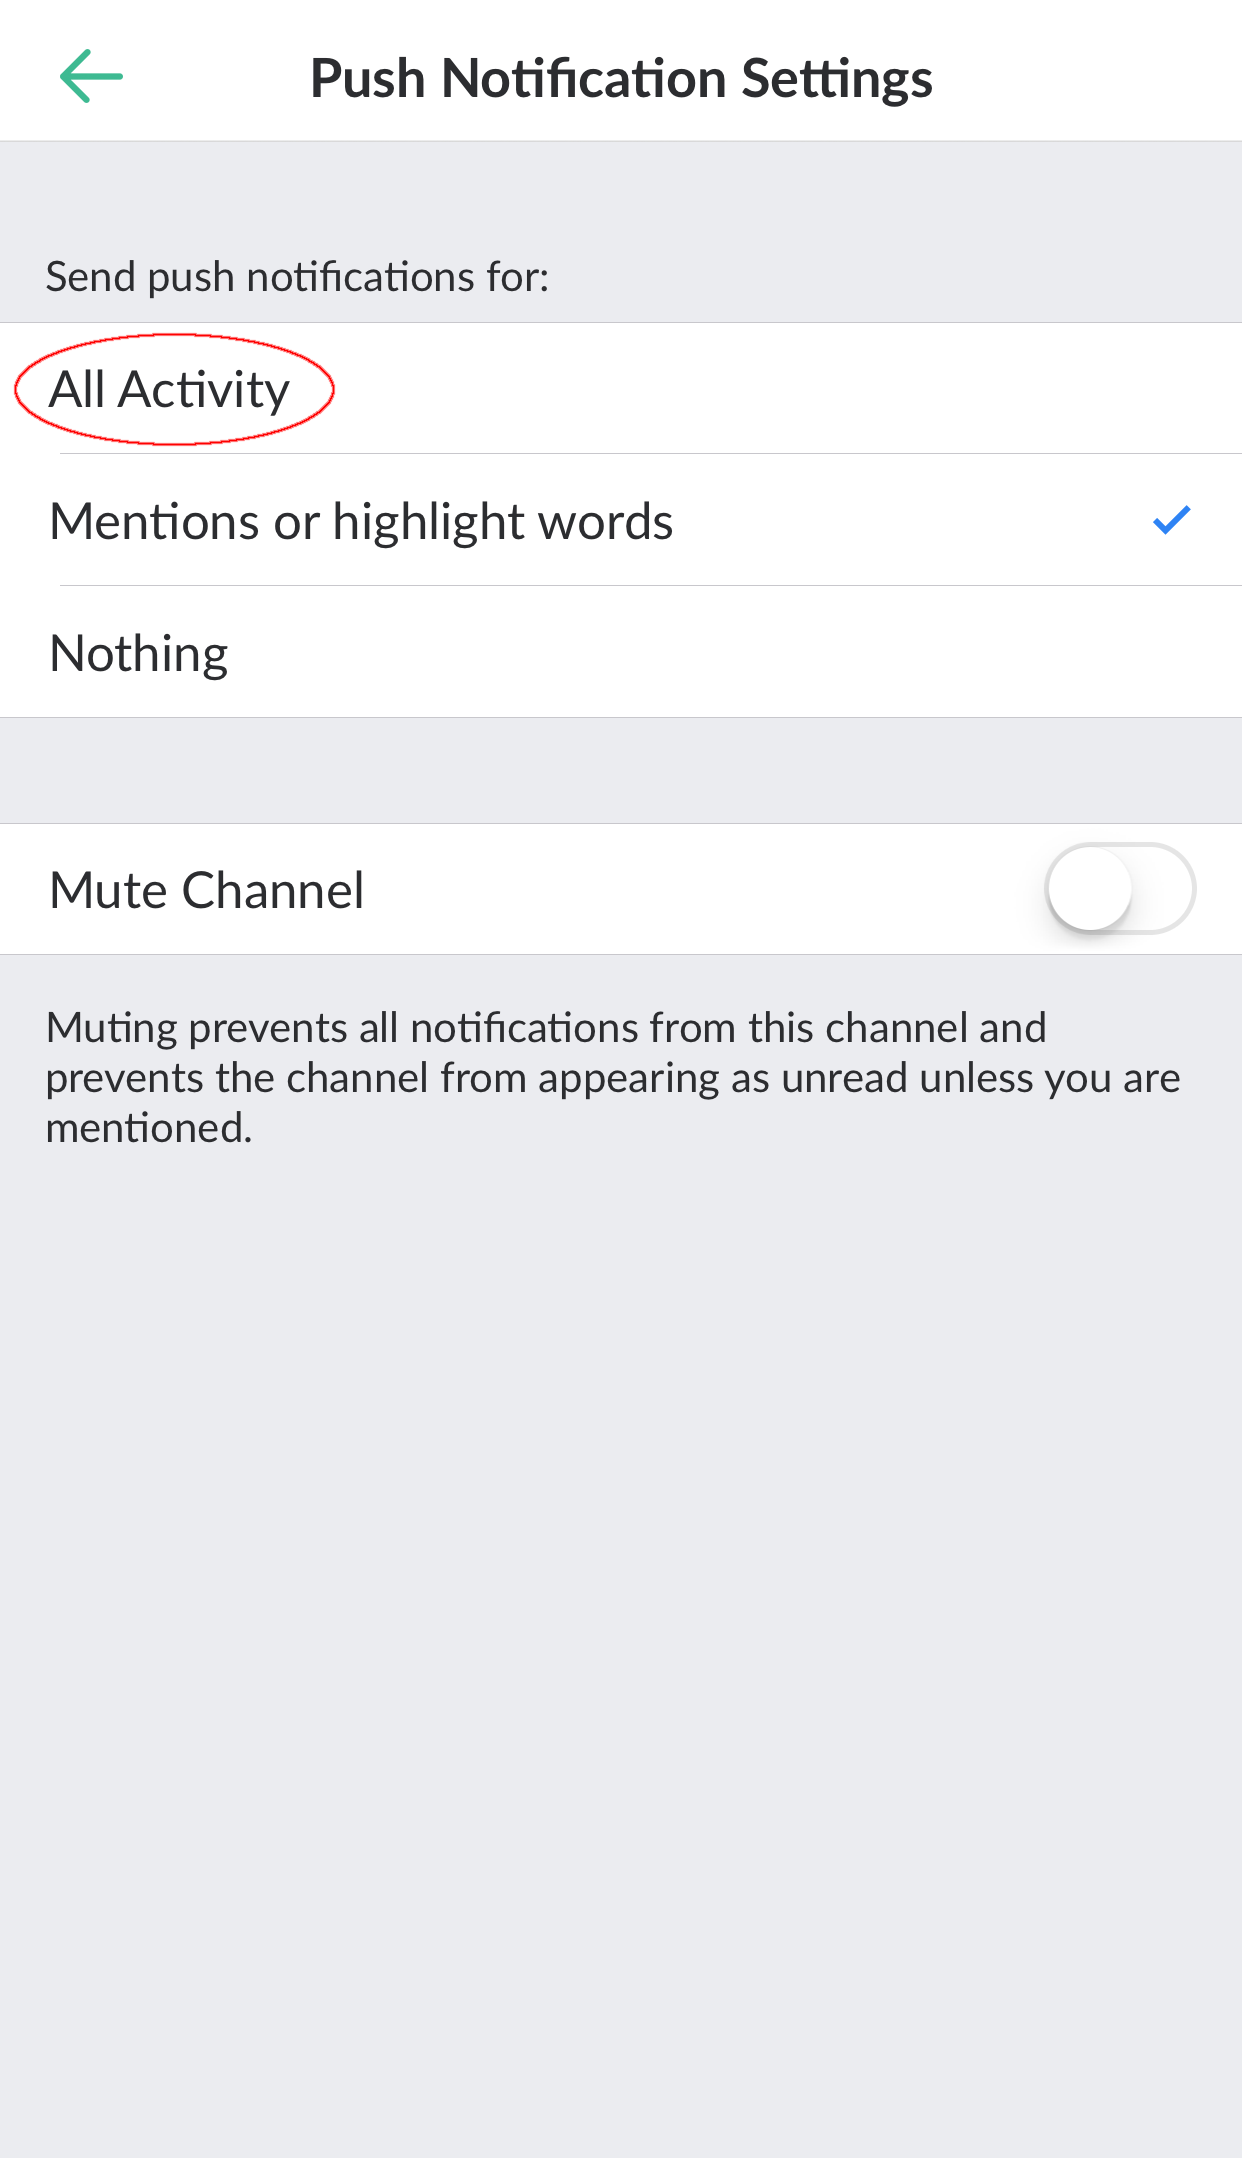 Push Notification Settings
Send push notifications for:
All Activity
Mentions or highlight words
Nothing
Mute Channel
Muting prevents all notifications from this channel and
prevents the channel from appearing as unread unless you are
mentioned.